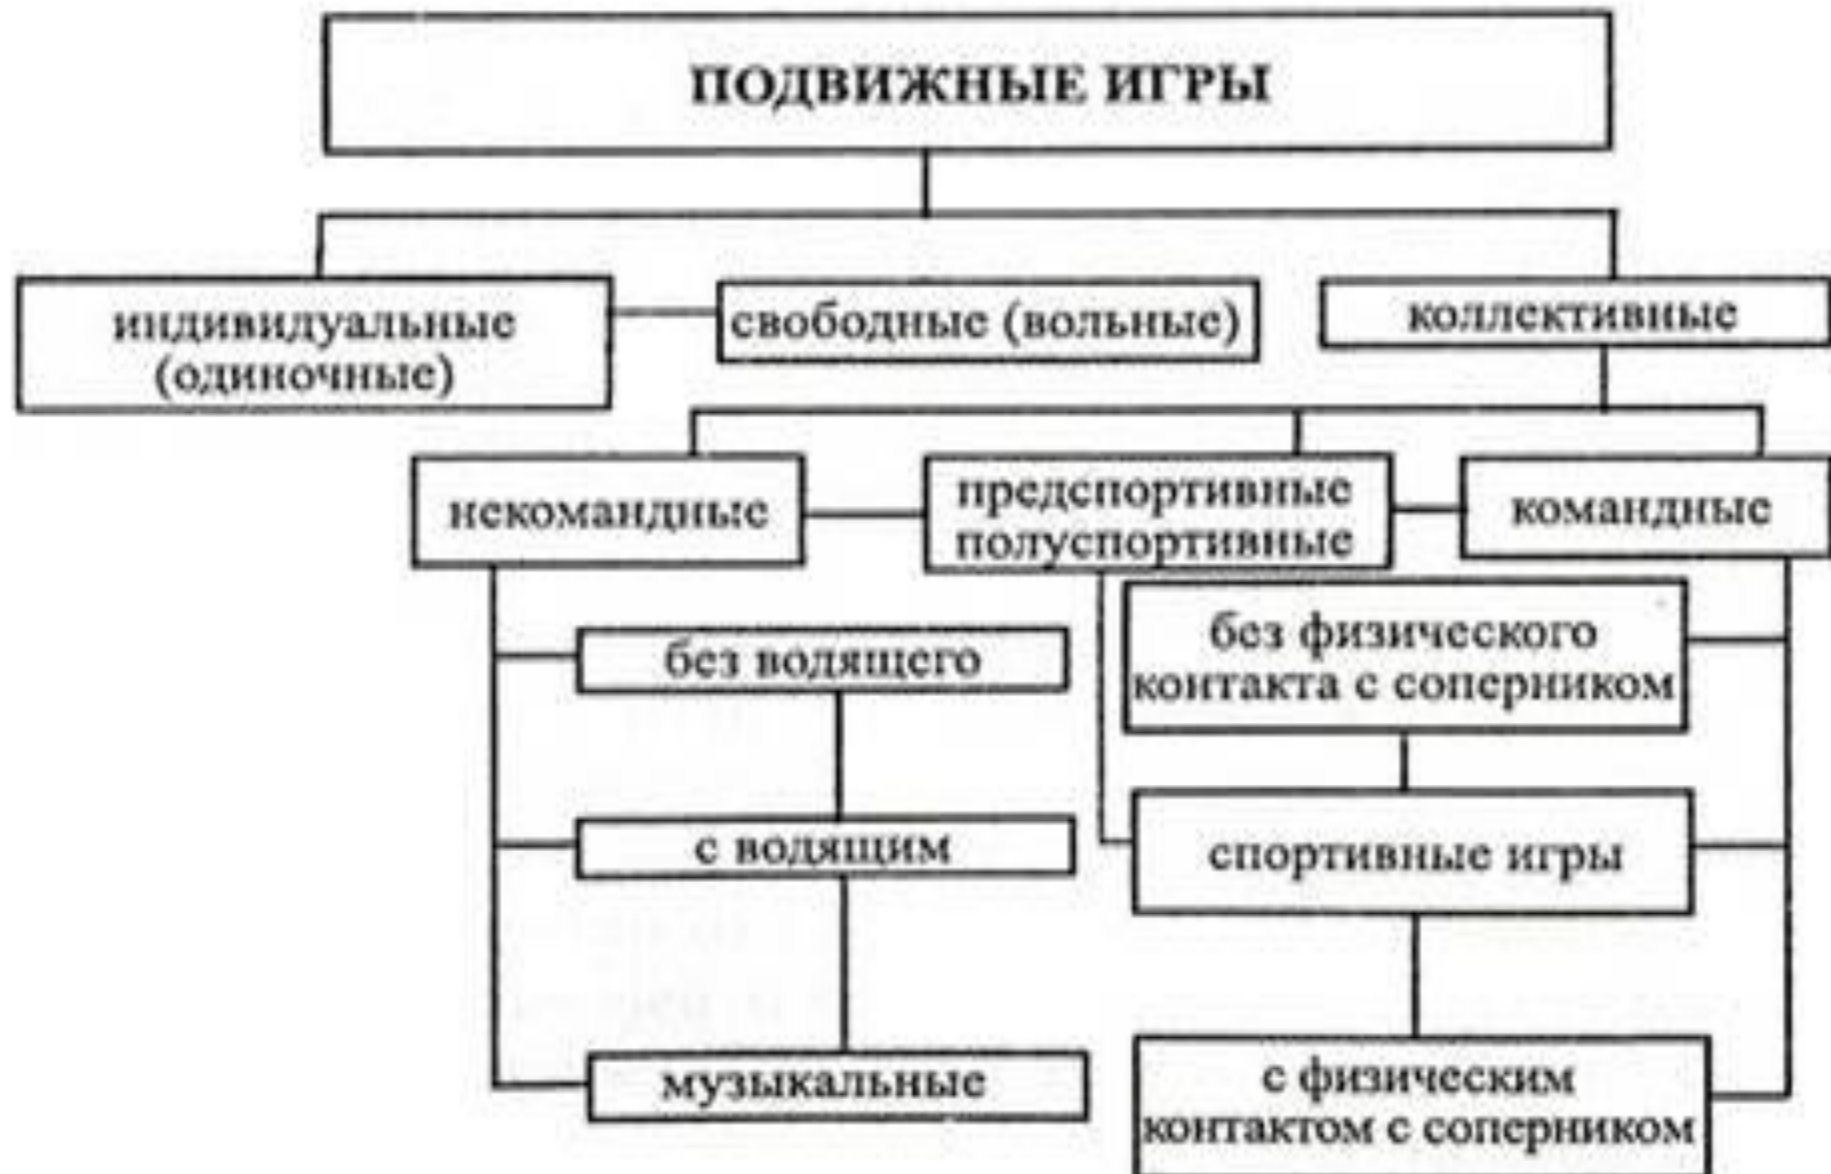 ПОДВИЖНЫЕ ИГРЫ
индивидуальные
(одиночные)
свободные (вольные)
коллективные
некомандные
предспортивные
полуспортивные
командные
без водящего
с водящим
музыкальные
без физического
контакта с соперником
спортивные игры
с физическим
контактом с соперником